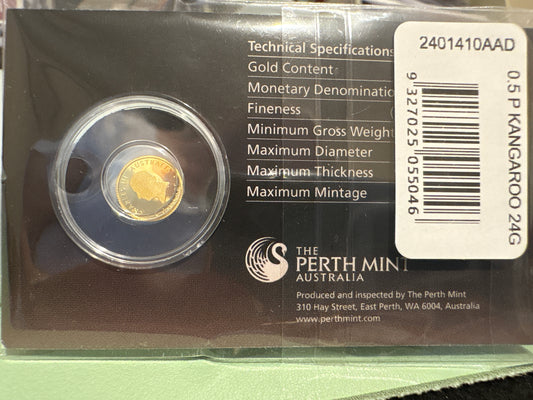 Technical Specifications
Gold Content
Monetary Denominatio
Fineness
Minimum Gross Weight
Maximum Diameter
Maximum Thickness
Maximum Mintage
2401410AAD
9 327025 055046
0.5 P KANGAROO 24G
AUSTRALIA
THE
PERTH MINT
AUSTRALIA
Produced and inspected by The Perth Mint
310 Hay Street, East Perth, WA 6004, Australia
www.perthmint.com